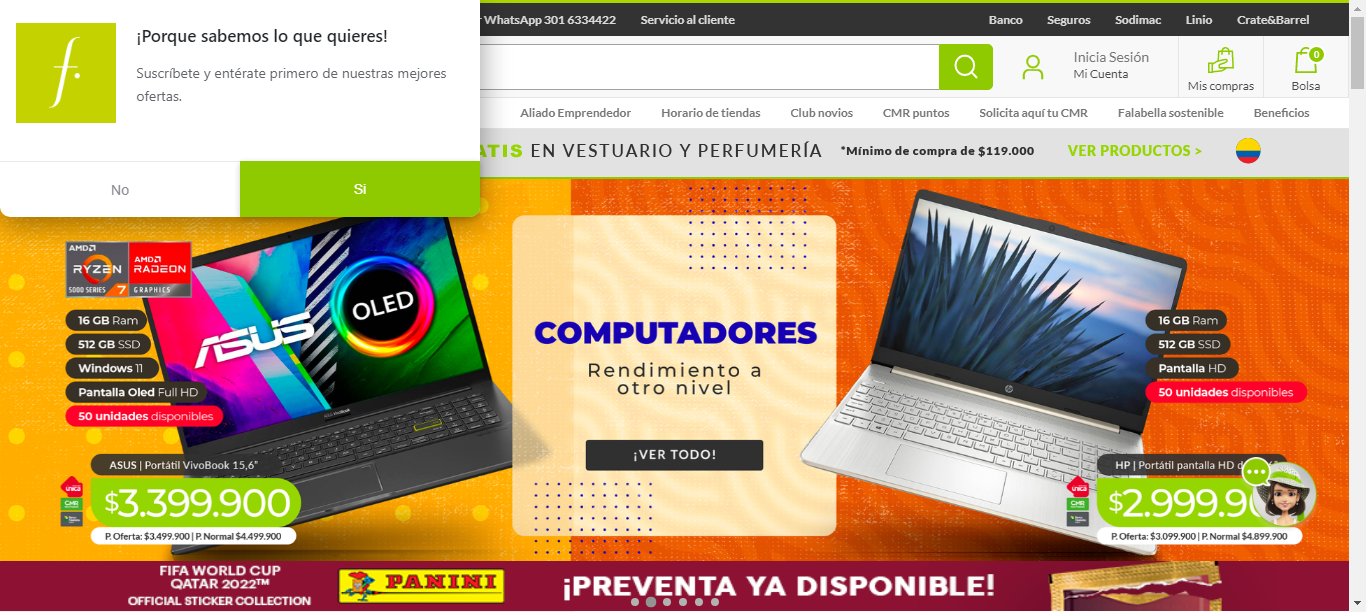 ¡Porque sabemos lo que quieres!
Suscríbete y entérate primero de nuestras mejores
ofertas.
No
Si
WhatsApp 301 6334422
Servicio al cliente
Banco
Seguros
Sodimac
Linio
Crate&Barrel
Inicia Sesión
Mi Cuenta
Mis compras
0
Bolsa
Aliado Emprendedor
Horario de tiendas
Club novios
CMR puntos
Solicita aquí tu CMR
Falabella sostenible
Beneficios
EN VESTUARIO Y PERFUMERÍA
*Mínimo de compra de $119.000
VER PRODUCTOS >
AMD
RYZEN
5000 SERIES 7
AMD
RADEON
GRAPHICS
16 GB Ram
512 GB SSD
Windows 11
Pantalla Oled Full HD
50 unidades disponibles
ASUS
OLED
ASUS | Portátil VivoBook 15,6"
única
CMR
$3.399.900
P. Oferta: $3.499.900 | P. Normal $4.499.900
COMPUTADORES
Rendimiento a
otro nivel
¡VER TODO!
hp
16 GB Ram
512 GB SSD
Pantalla HD
50 unidades disponibles
HP | Portátil pantalla HD
única
CMR
$2.999.9
P. Oferta: $3.099.900 | P. Normal $4.899.900
FIFA WORLD CUP
QATAR 2022™
OFFICIAL STICKER COLLECTION
PANINI
¡PREVENTA YA DISPONIBLE!